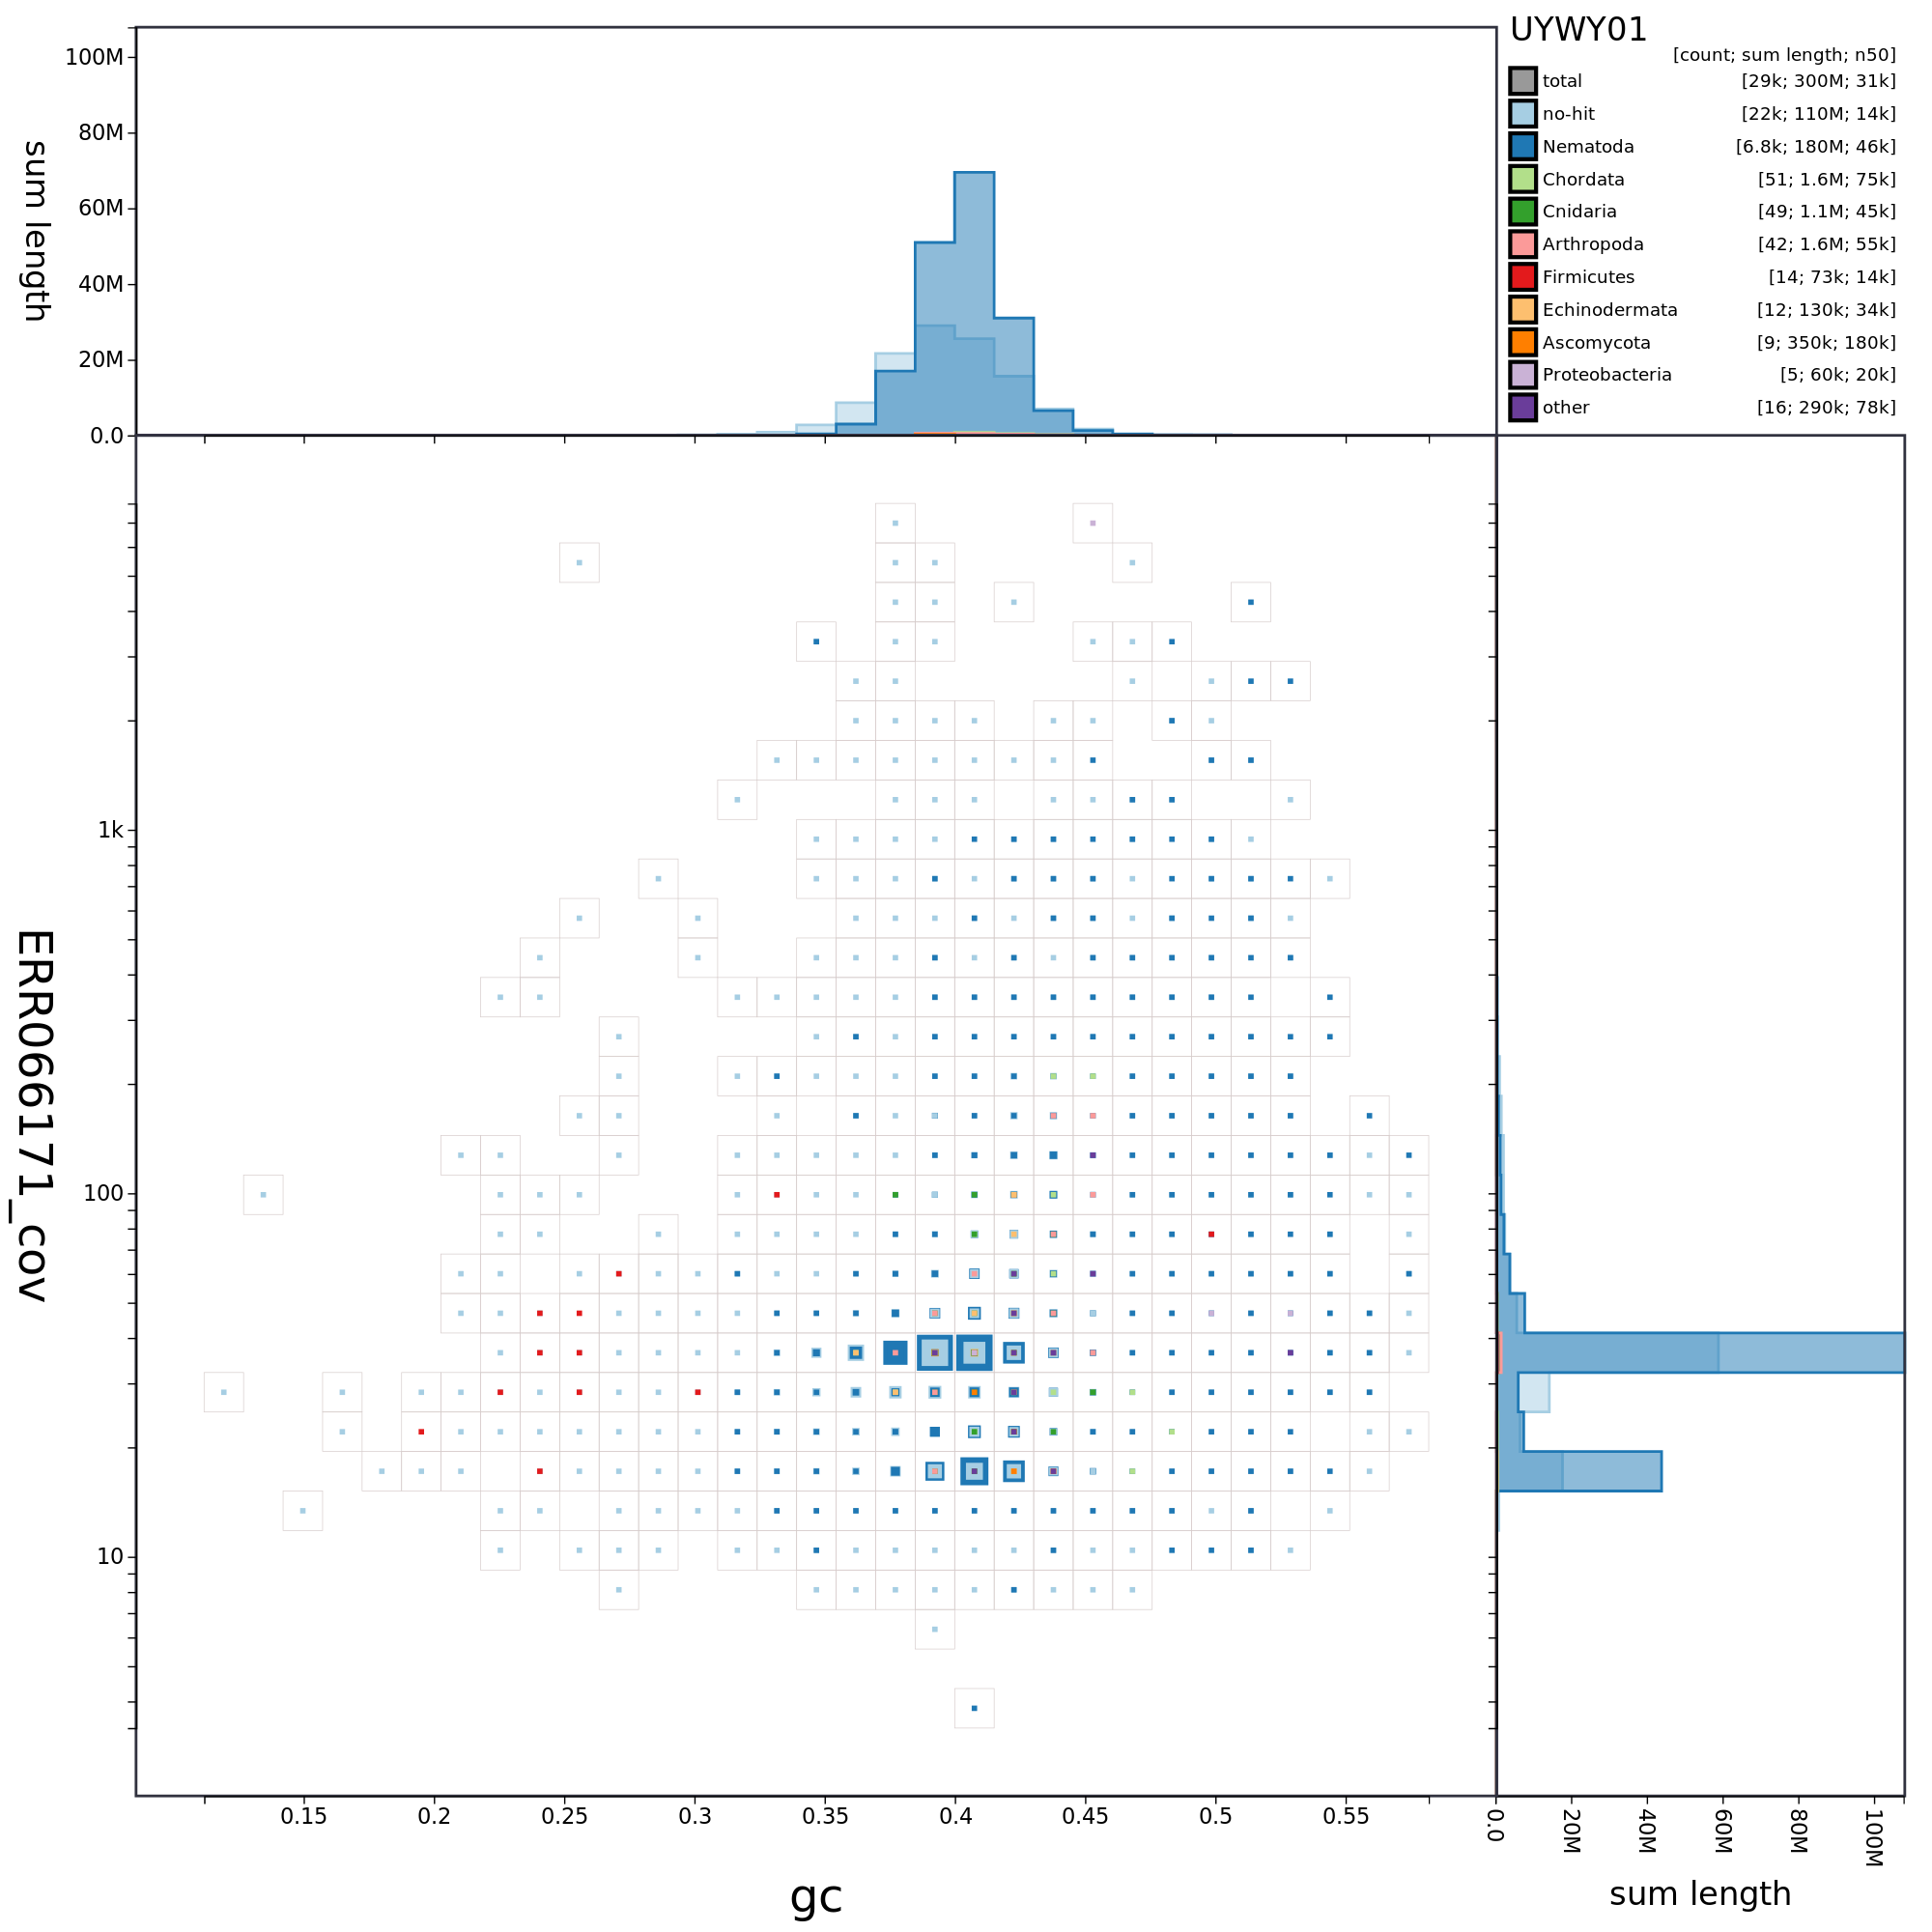 UYWY01
[count; sum length; n50]
total [29k; 300M; 31k]
no-hit [22k; 110M; 14k]
Nematoda [6.8k; 180M; 46k]
Chordata [51; 1.6M; 75k]
Cnidaria [49; 1.1M; 45k]
Arthropoda [42; 1.6M; 55k]
Firmicutes [14; 73k; 14k]
Echinodermata [12; 130k; 34k]
Ascomycota [9; 350k; 180k]
Proteobacteria [5; 60k; 20k]
other [16; 290k; 78k]
sum length
100M
80M
60M
40M
20M
0.0
ERR066171_cov
1k
100
10
0.15 0.2 0.25 0.3 0.35 0.4 0.45 0.5 0.55
gc
0.0 20M 40M 60M 80M 100M
sum length